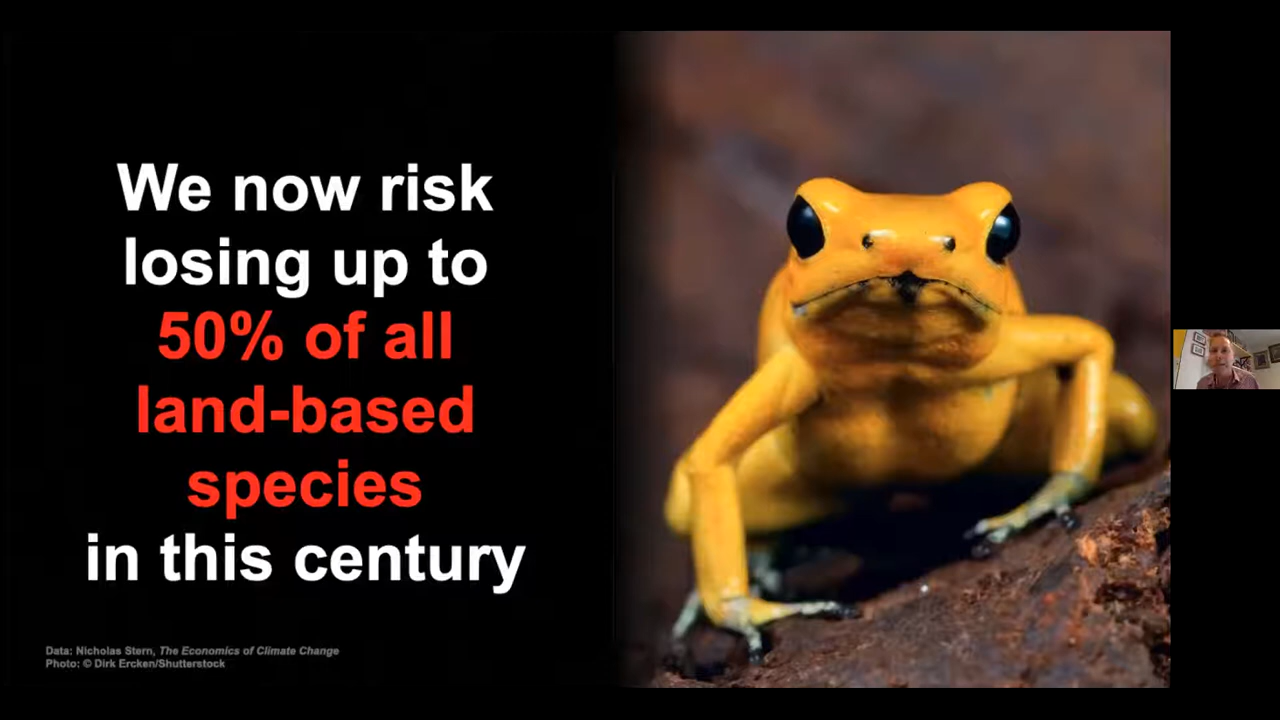 We now risk
losing up to
50% of all
land-based
species
in this century
Data: Nicholas Stern, The Economics of Climate Change
Photo: © Dirk Ercken/Shutterstock